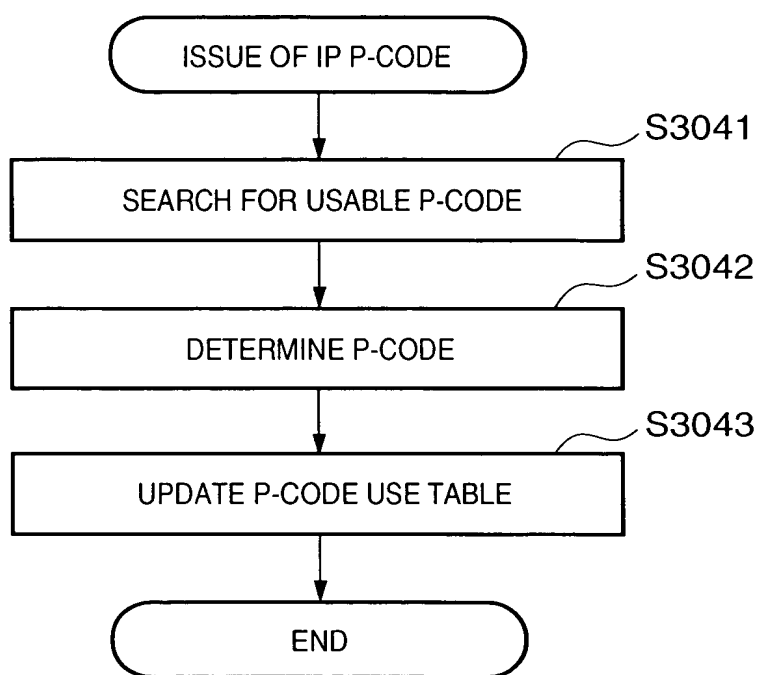 ISSUE OF IP P-CODE
S3041
SEARCH FOR USABLE P-CODE
S3042
DETERMINE P-CODE
S3043
UPDATE P-CODE USE TABLE
END